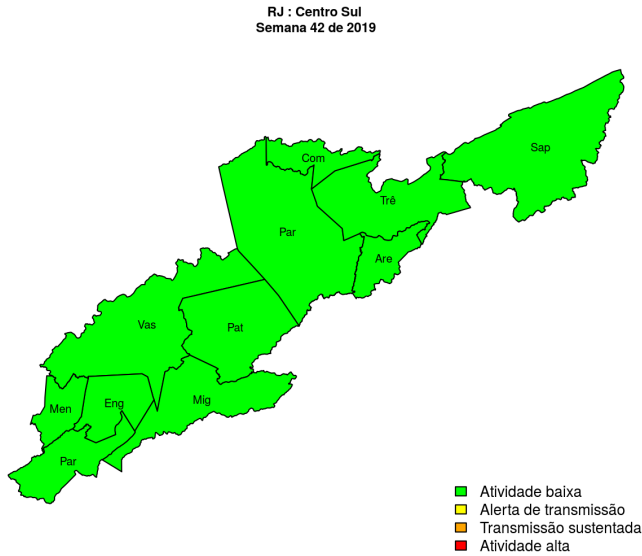 RJ : Centro Sul
Semana 42 de 2019
Sap
Com
Trê
Par
Are
Vas
Pat
Mig
Eng
Men
Par
Atividade baixa
Alerta de transmissão
Transmissão sustentada
Atividade alta